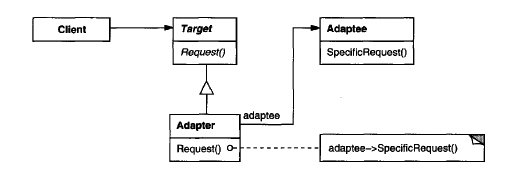 Client
Target
Request()
Adaptee
SpecificRequest()
adaptee
Adapter
Request()
adaptee->SpecificRequest()